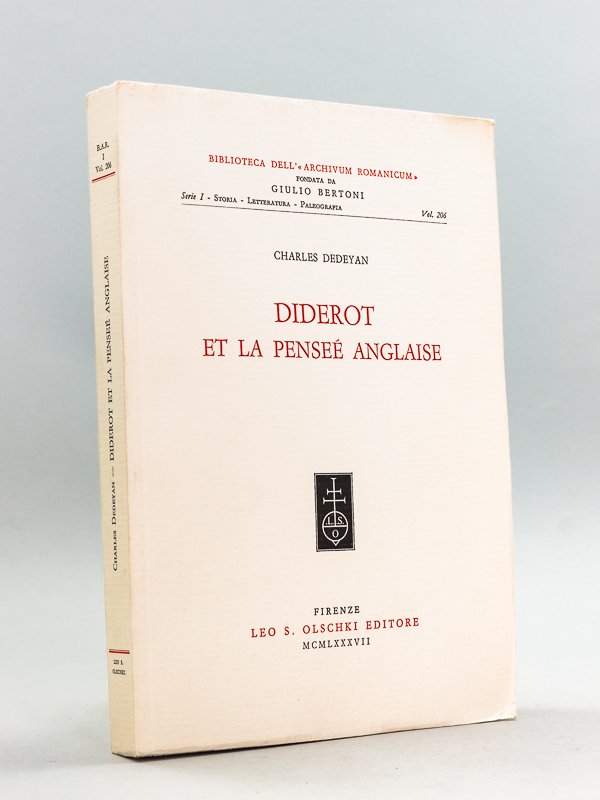 BIBLIOTECA DELL'«ARCHIVUM ROMANICUM»
FONDATA DA
GIULIO BERTONI
Serie I - STORIA - LETTERATURA - PALEOGRAFIA
Vol. 206
CHARLES DEDEYAN
DIDEROT
ET LA PENSEÉ ANGLAISE
L.S.
O
FIRENZE
LEO S. OLSCHKI EDITORE
MCMLXXXVII
B.A.R.
I
Vol. 206
CHARLES DEDEYAN — DIDEROT ET LA PENSEÉ ANGLAISE
LEO S.
OLSCHKI